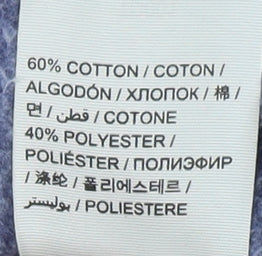 60% COTTON / COTON /
ALGODÓN / ХЛОПОК / 棉 /
면 / قطن / COTONE
40% POLYESTER /
POLIÉSTER / ПОЛИЭФИР
/ 涤纶 / 폴리에스테르 /
بوليستر / POLIESTERE